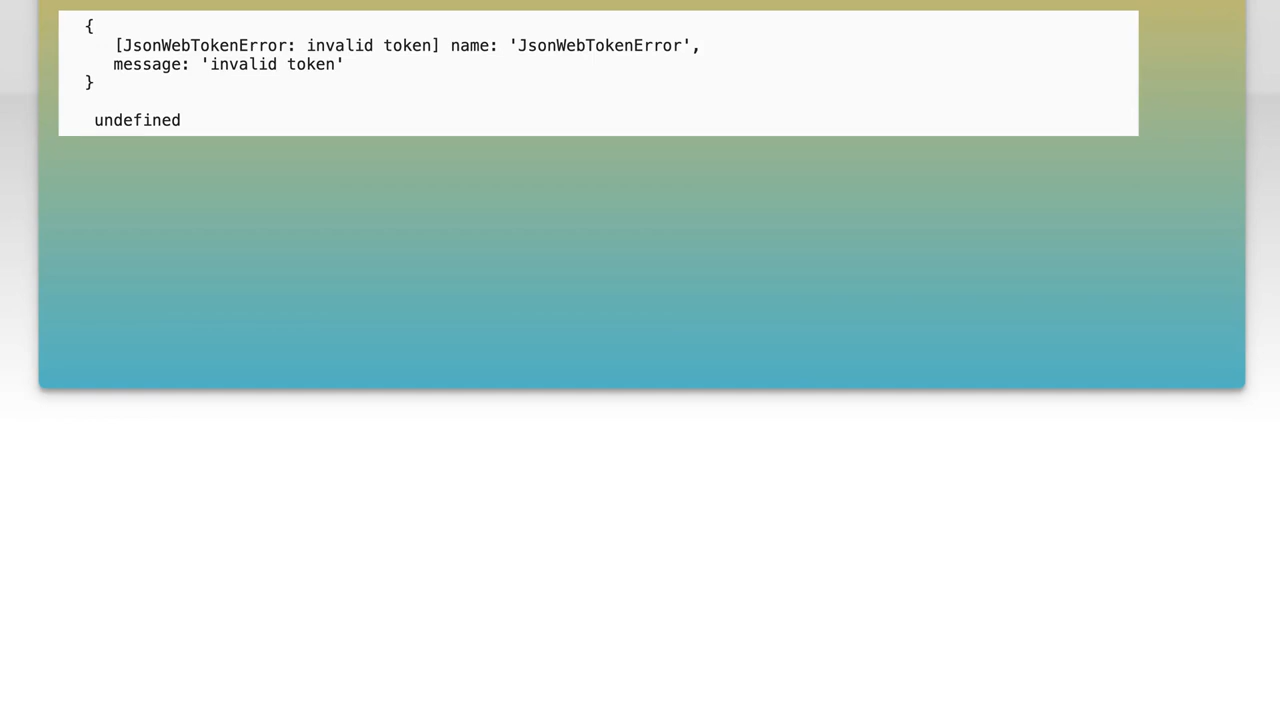 {
[JsonWebTokenError: invalid token] name: 'JsonWebTokenError',
message: 'invalid token'
}
undefined